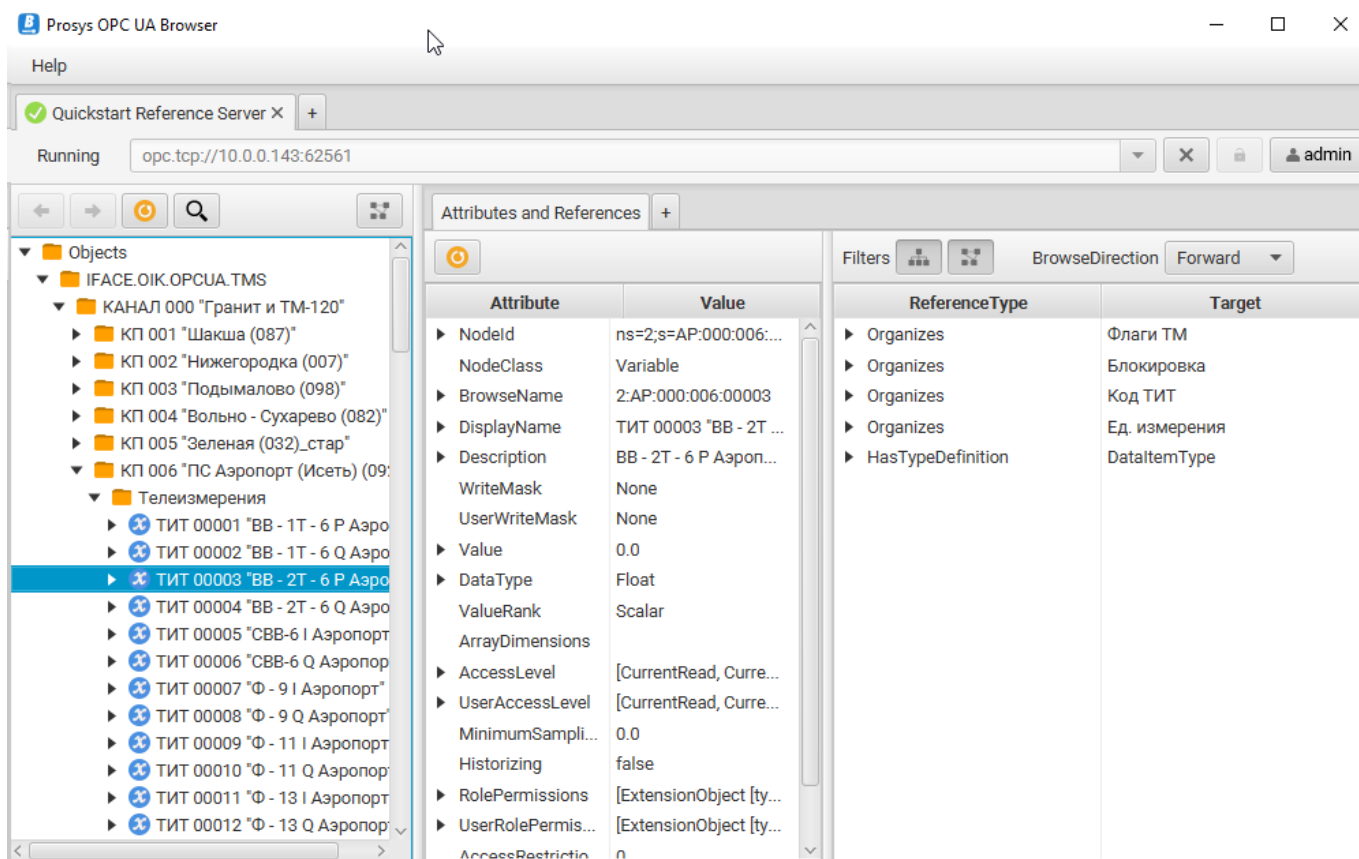 Prosys OPC UA Browser
Help
Quickstart Reference Server
Running opc.tcp://10.0.0.143:62561 admin
Attributes and References
Objects
IFACE.OIK.OPCUA.TMS
КАНАЛ 000 "Гранит и ТМ-120"
КП 001 "Шакша (087)"
КП 002 "Нижегородка (007)"
КП 003 "Подымалово (098)"
КП 004 "Вольно - Сухарево (082)"
КП 005 "Зеленая (032)_стар"
КП 006 "ПС Аэропорт (Исеть) (09
Телеизмерения
ТИТ 00001 "ВВ - 1Т - 6 Р Аэро
ТИТ 00002 "ВВ - 1Т - 6 Q Аэро
ТИТ 00003 "ВВ - 2Т - 6 Р Аэро
ТИТ 00004 "ВВ - 2Т - 6 Q Аэро
ТИТ 00005 "СВВ-6 I Аэропорт
ТИТ 00006 "СВВ-6 Q Аэропор
ТИТ 00007 "Ф - 9 I Аэропорт"
ТИТ 00008 "Ф - 9 Q Аэропорт"
ТИТ 00009 "Ф - 11 I Аэропорт
ТИТ 00010 "Ф - 11 Q Аэропор
ТИТ 00011 "Ф - 13 I Аэропорт
ТИТ 00012 "Ф - 13 Q Аэропор
Attribute Value
NodeId ns=2;s=AP:000:006:...
NodeClass Variable
BrowseName 2:AP:000:006:00003
DisplayName ТИТ 00003 "ВВ - 2Т ...
Description ВВ - 2Т - 6 Р Аэроп...
WriteMask None
UserWriteMask None
Value 0.0
DataType Float
ValueRank Scalar
ArrayDimensions
AccessLevel [CurrentRead, Curre...
UserAccessLevel [CurrentRead, Curre...
MinimumSampli... 0.0
Historizing false
RolePermissions [ExtensionObject [ty...
UserRolePermis... [ExtensionObject [ty...
AccessRestrictio 0
Filters BrowseDirection Forward
ReferenceType Target
Organizes Флаги ТМ
Organizes Блокировка
Organizes Код ТИТ
Organizes Ед. измерения
HasTypeDefinition DataItemType